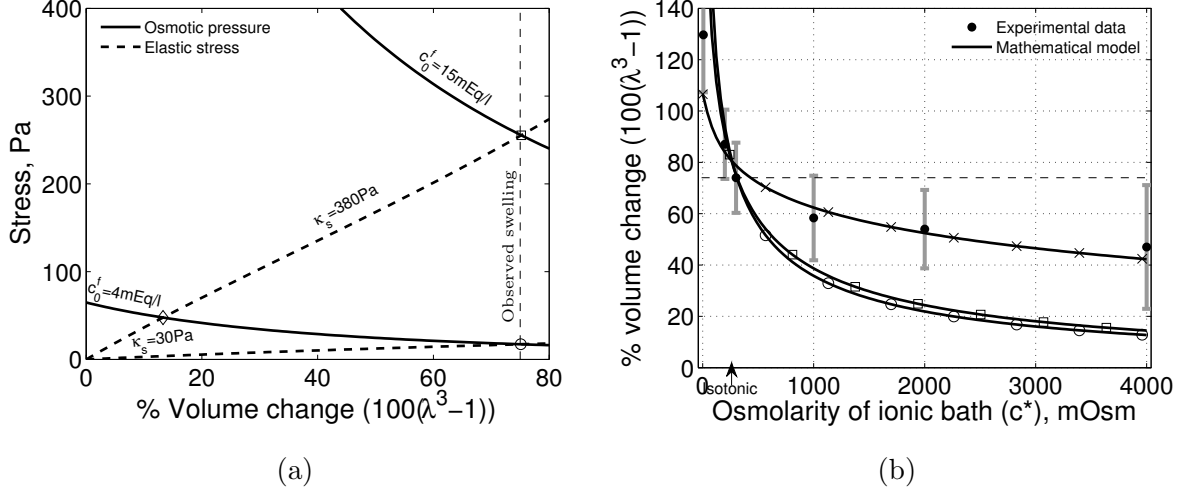 400
300
200
100
0
Stress, Pa
Osmotic pressure
Elastic stress
c₀ᶠ=15mEq/l
κₛ=380Pa
c₀ᶠ=4mEq/l
κₛ=30Pa
Observed swelling
0 20 40 60 80
% Volume change (100(λ³−1))
(a)
140
120
100
80
60
40
20
0
% volume change (100(λ³−1))
Experimental data
Mathematical model
0 1000 2000 3000 4000
Isotonic
Osmolarity of ionic bath (c*), mOsm
(b)